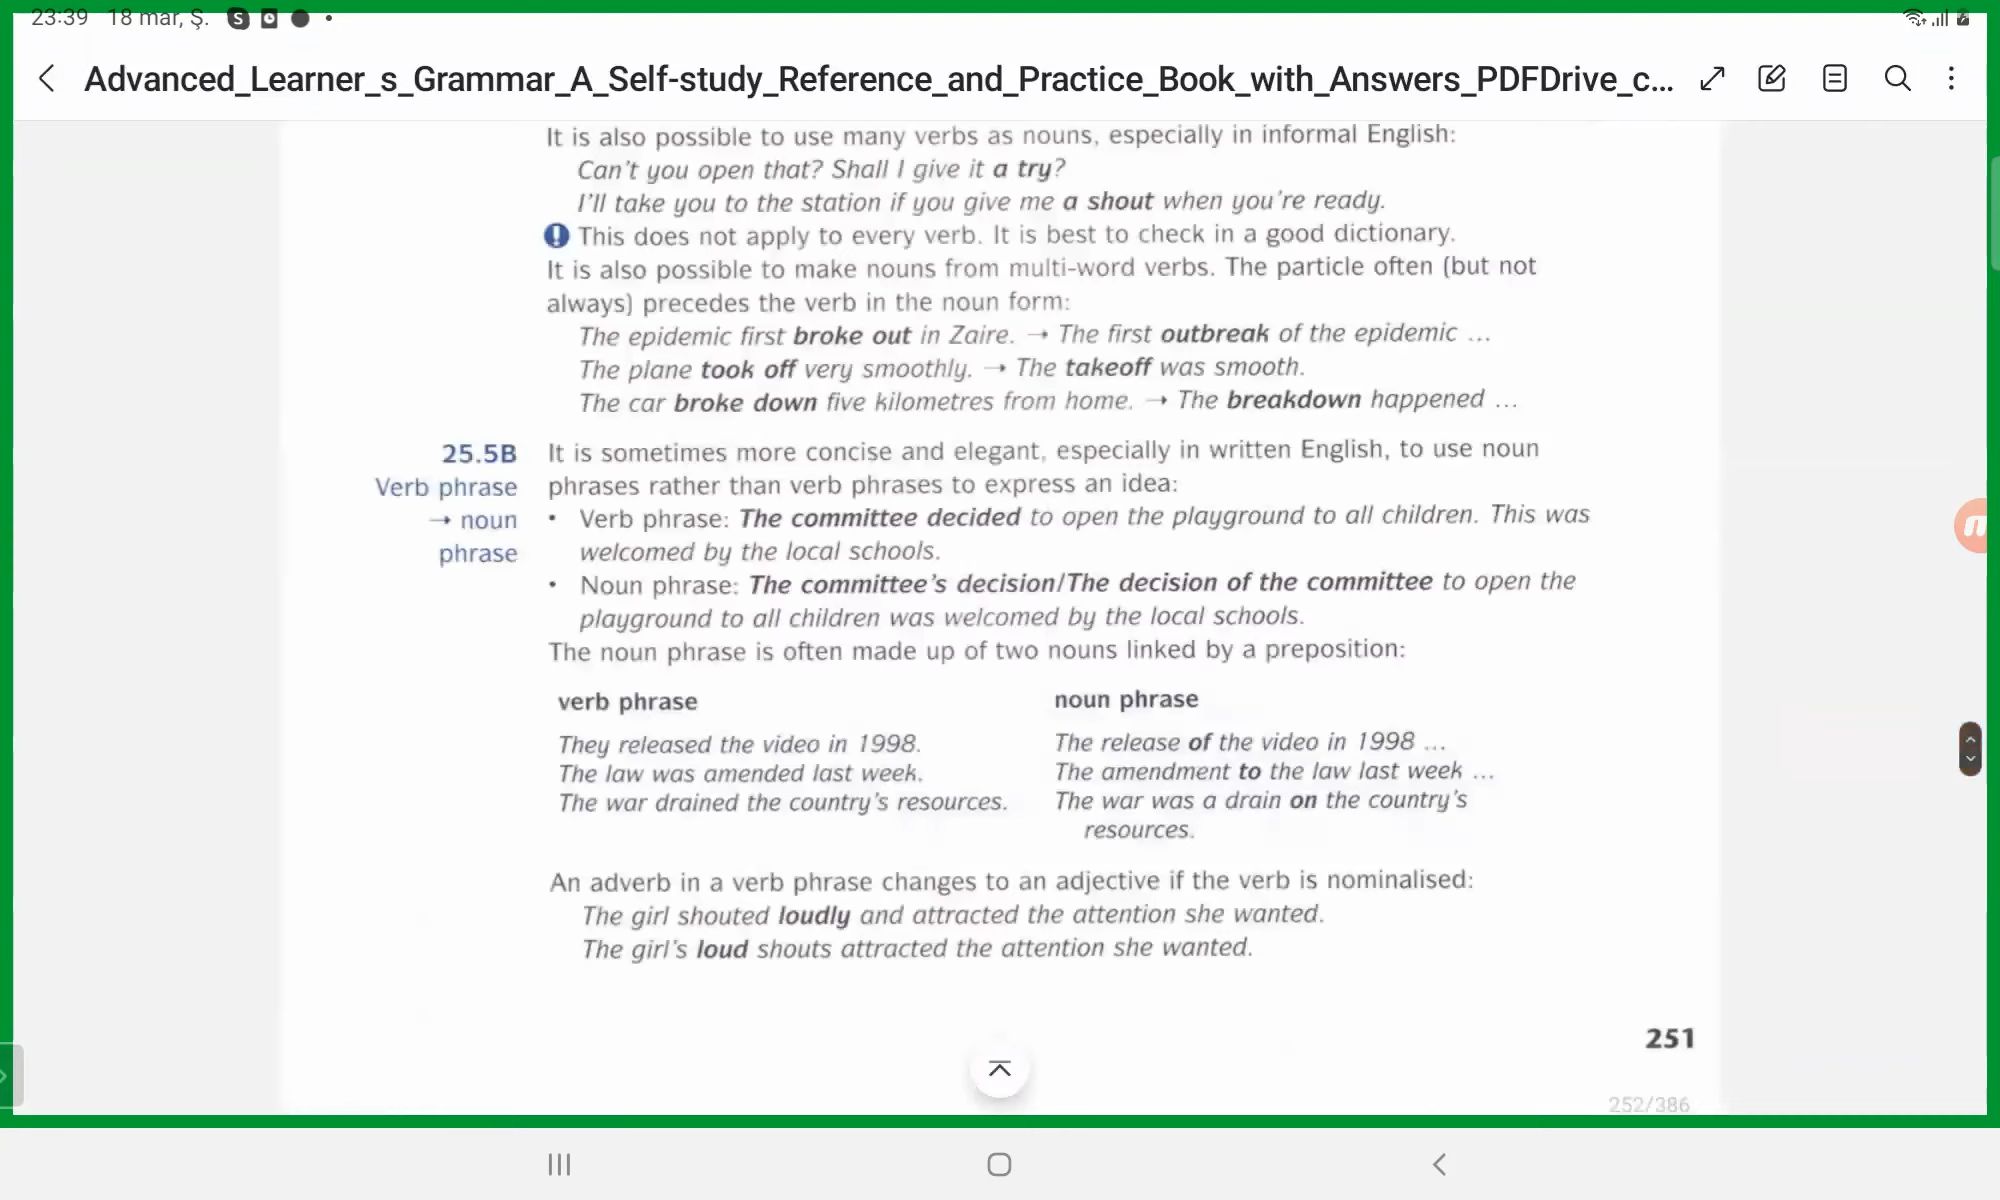 23:39 18 mar, Ş. S
Advanced_Learner_s_Grammar_A_Self-study_Reference_and_Practice_Book_with_Answers_PDFDrive_c...
It is also possible to use many verbs as nouns, especially in informal English:
Can't you open that? Shall I give it a try?
I'll take you to the station if you give me a shout when you're ready.
! This does not apply to every verb. It is best to check in a good dictionary.
It is also possible to make nouns from multi-word verbs. The particle often (but not
always) precedes the verb in the noun form:
The epidemic first broke out in Zaire. → The first outbreak of the epidemic ...
The plane took off very smoothly. → The takeoff was smooth.
The car broke down five kilometres from home. → The breakdown happened ...
25.5B
Verb phrase
→ noun
phrase
It is sometimes more concise and elegant, especially in written English, to use noun
phrases rather than verb phrases to express an idea:
• Verb phrase: The committee decided to open the playground to all children. This was
welcomed by the local schools.
• Noun phrase: The committee's decision/The decision of the committee to open the
playground to all children was welcomed by the local schools.
The noun phrase is often made up of two nouns linked by a preposition:
verb phrase
They released the video in 1998.
The law was amended last week.
The war drained the country's resources.
noun phrase
The release of the video in 1998 ...
The amendment to the law last week ...
The war was a drain on the country's
resources.
An adverb in a verb phrase changes to an adjective if the verb is nominalised:
The girl shouted loudly and attracted the attention she wanted.
The girl's loud shouts attracted the attention she wanted.
251
252/386